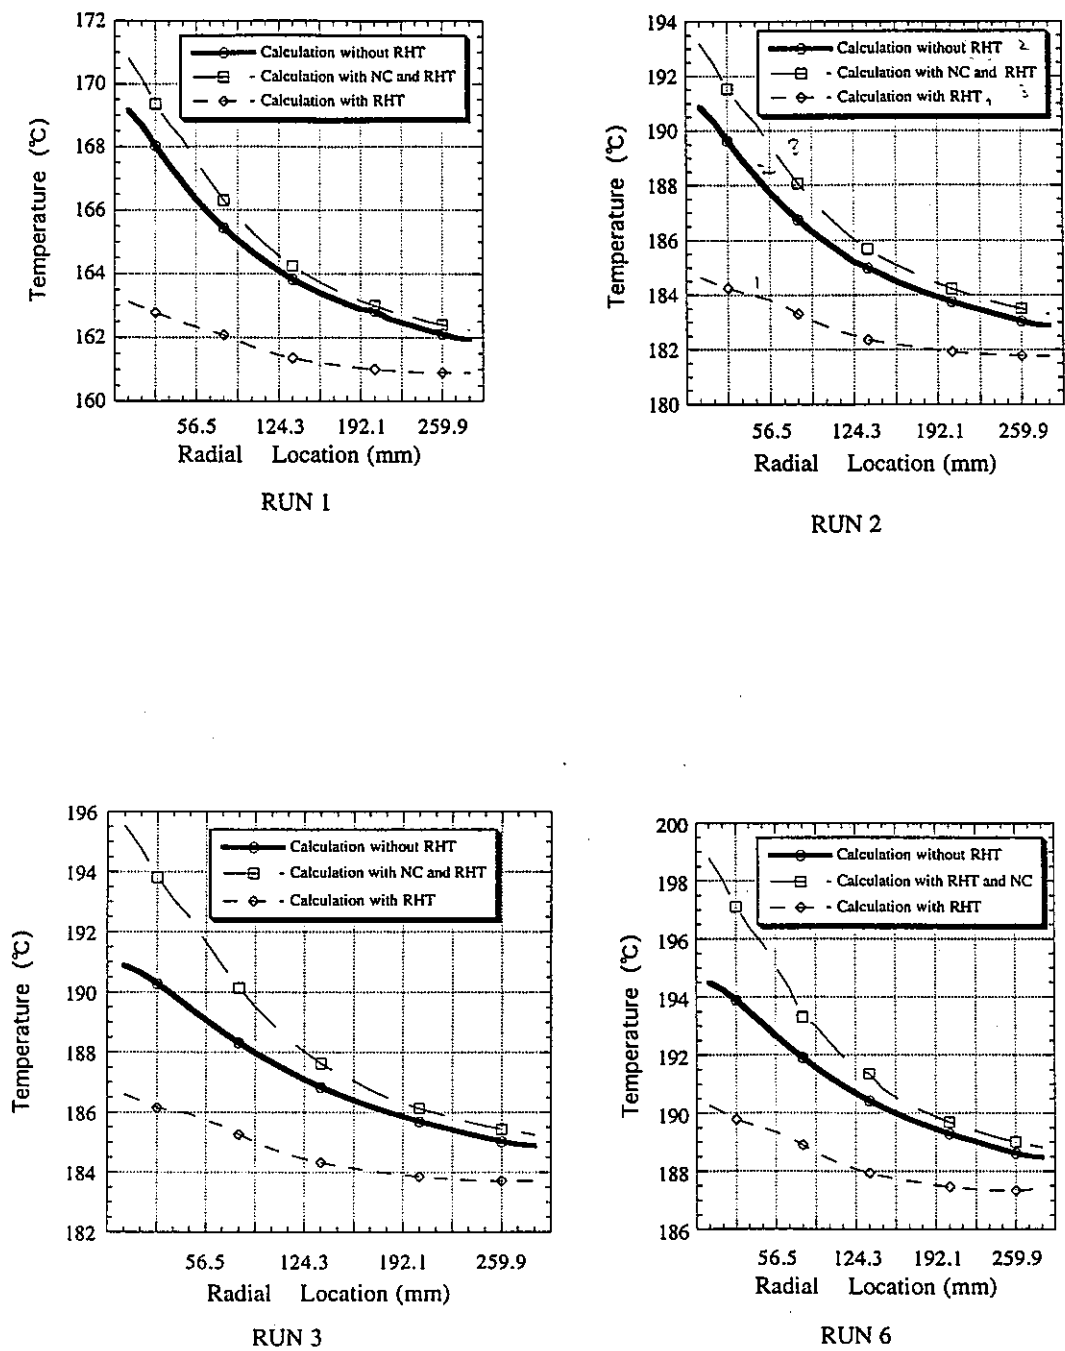 172
170
168
166
164
162
160
Temperature (℃)
Calculation without RHT
Calculation with NC and RHT
Calculation with RHT
56.5 124.3 192.1 259.9
Radial Location (mm)
RUN 1
194
192
190
188
186
184
182
180
Temperature (℃)
Calculation without RHT 2
Calculation with NC and RHT
Calculation with RHT, 3
?
1
56.5 124.3 192.1 259.9
Radial Location (mm)
RUN 2
196
194
192
190
188
186
184
182
Temperature (℃)
Calculation without RHT
Calculation with NC and RHT
Calculation with RHT
56.5 124.3 192.1 259.9
Radial Location (mm)
RUN 3
200
198
196
194
192
190
188
186
Temperature (℃)
Calculation without RHT
Calculation with RHT and NC
Calculation with RHT
56.5 124.3 192.1 259.9
Radial Location (mm)
RUN 6